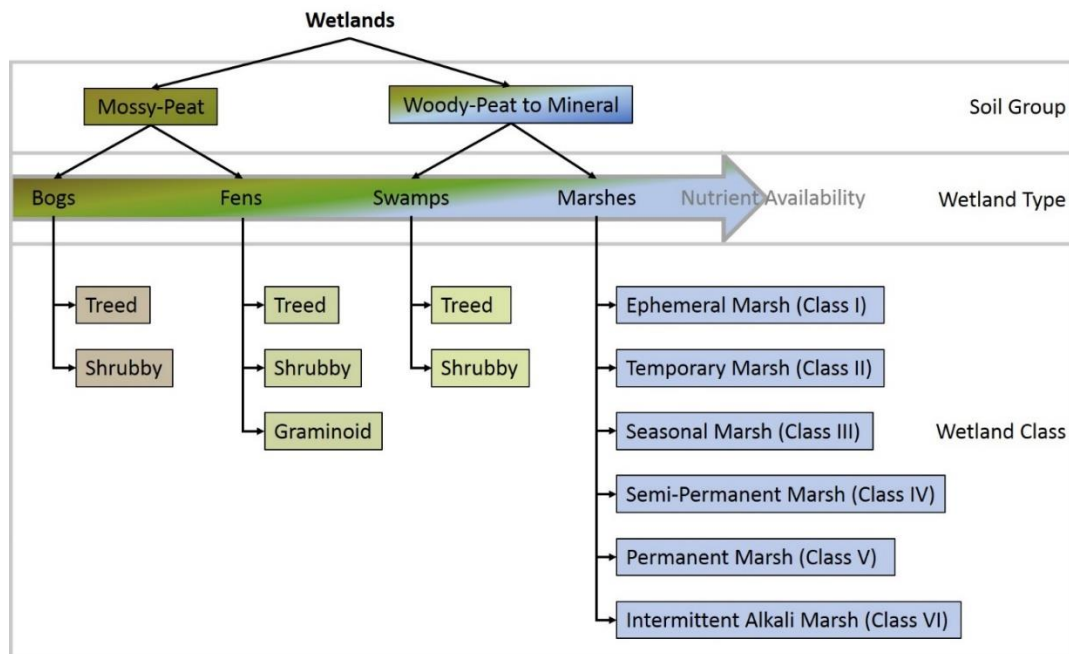 Wetlands
Mossy-Peat
Woody-Peat to Mineral
Soil Group
Bogs
Fens
Swamps
Marshes
Nutrient Availability
Wetland Type
Treed
Shrubby
Treed
Shrubby
Graminoid
Treed
Shrubby
Ephemeral Marsh (Class I)
Temporary Marsh (Class II)
Seasonal Marsh (Class III)
Semi-Permanent Marsh (Class IV)
Permanent Marsh (Class V)
Intermittent Alkali Marsh (Class VI)
Wetland Class